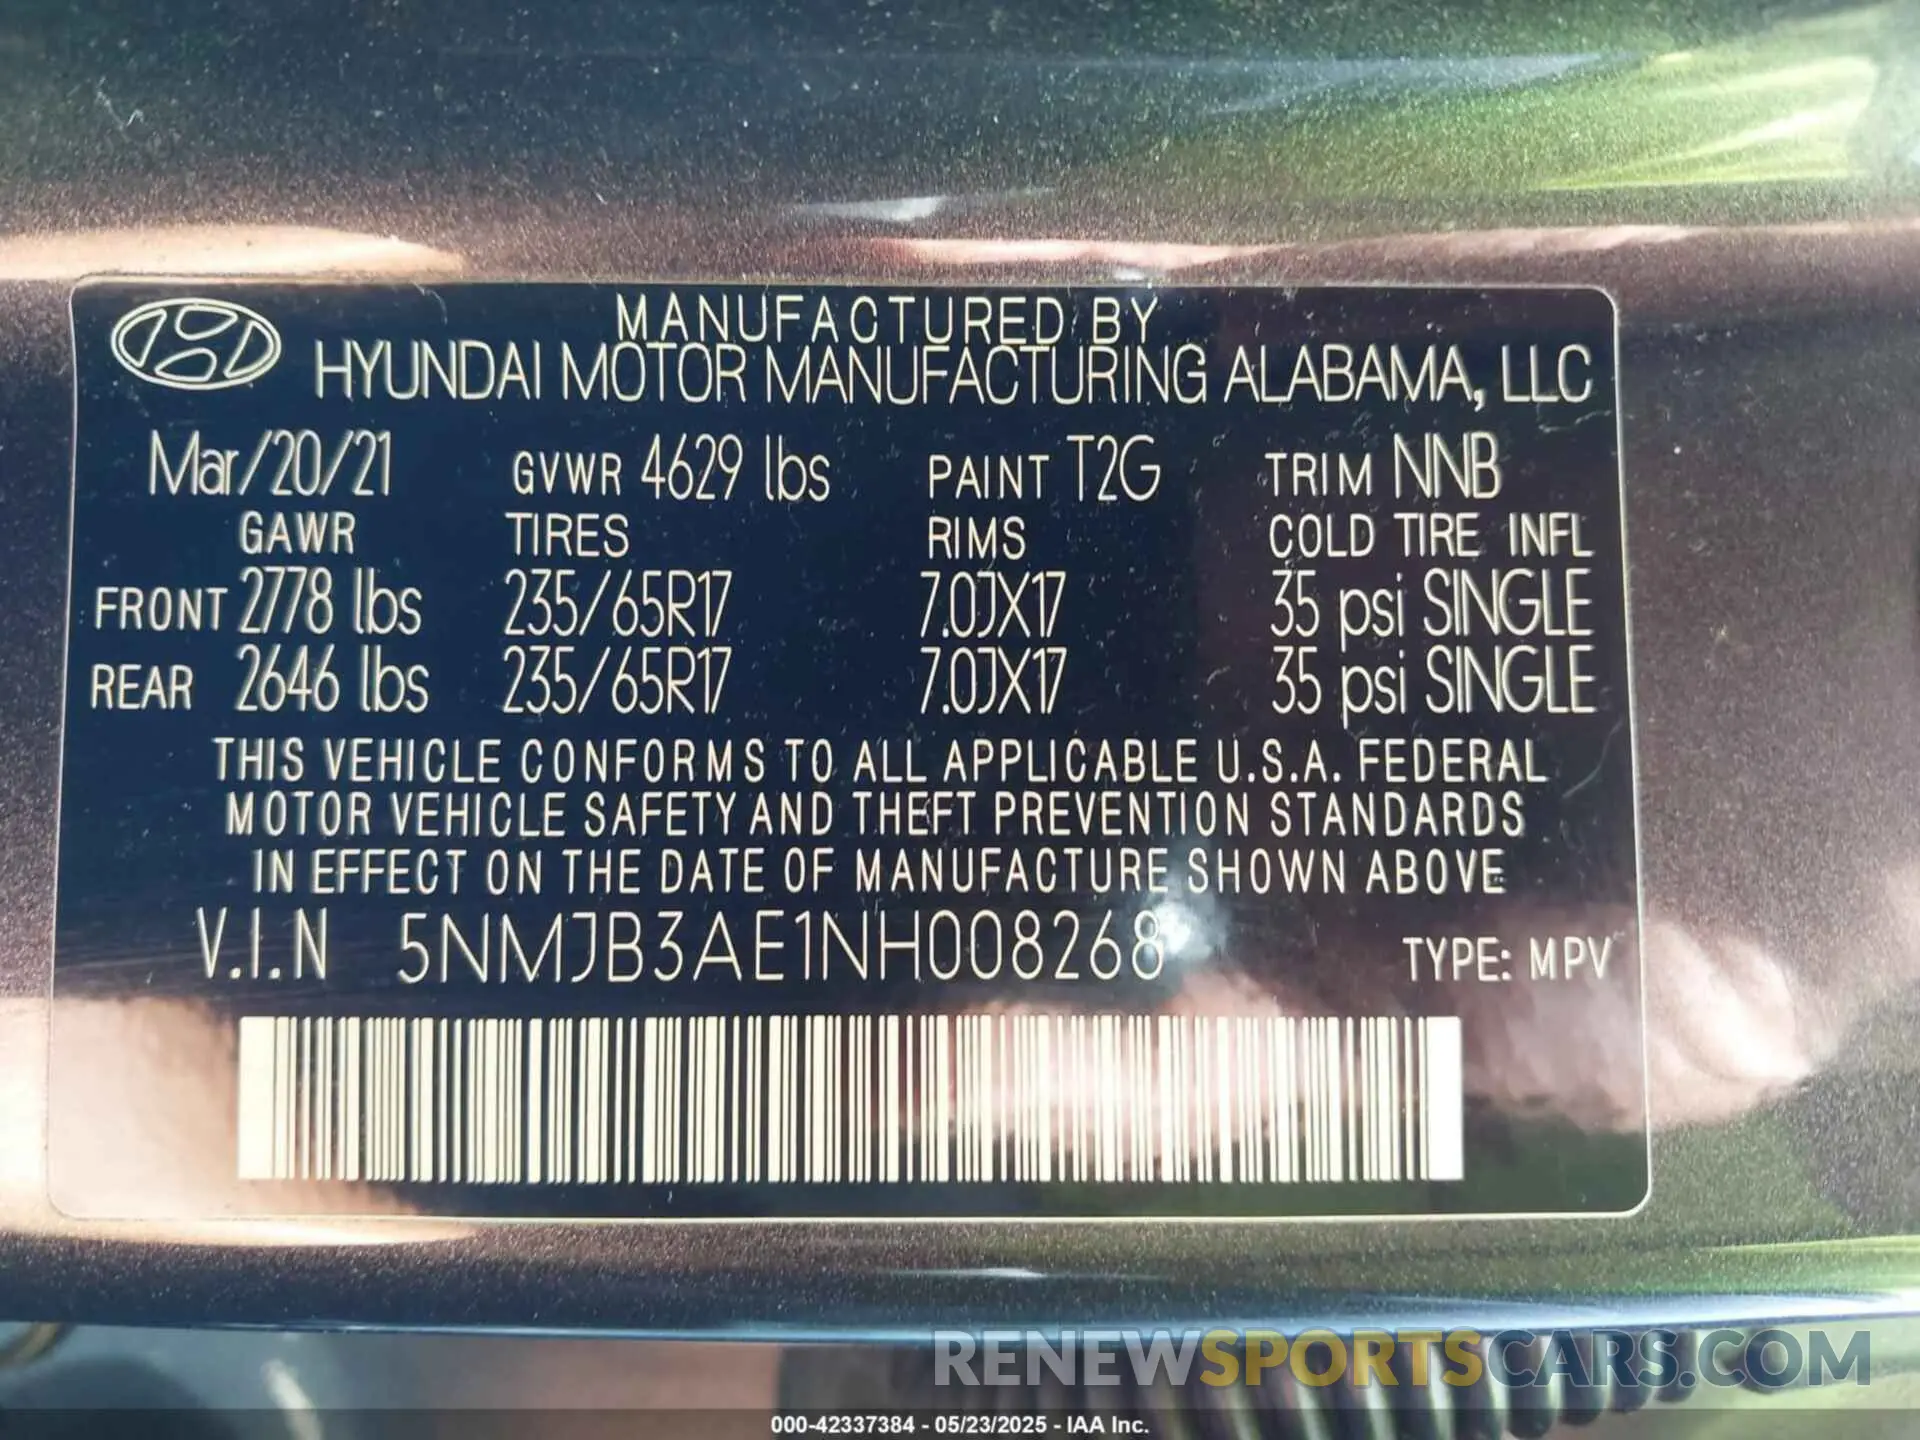 MANUFACTURED BY
HYUNDAI MOTOR MANUFACTURING ALABAMA, LLC
Mar/20/21 GVWR 4629 lbs PAINT T2G TRIM NNB
GAWR TIRES RIMS COLD TIRE INFL
FRONT 2778 lbs 235/65R17 7.0JX17 35 psi SINGLE
REAR 2646 lbs 235/65R17 7.0JX17 35 psi SINGLE
THIS VEHICLE CONFORMS TO ALL APPLICABLE U.S.A. FEDERAL
MOTOR VEHICLE SAFETY AND THEFT PREVENTION STANDARDS
IN EFFECT ON THE DATE OF MANUFACTURE SHOWN ABOVE
V.I.N 5NMJB3AE1NH008268 TYPE: MPV
RENEWSPORTSCARS.COM
000-42337384 - 05/23/2025 - IAA Inc.